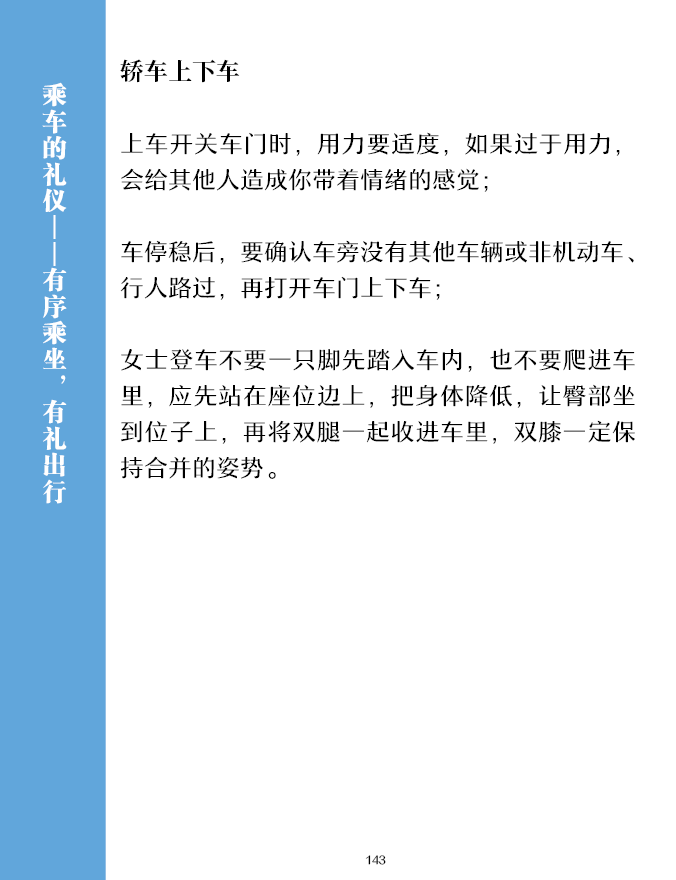 乘车的礼仪——有序乘坐，有礼出行
轿车上下车
上车开关车门时，用力要适度，如果过于用力，
会给其他人造成你带着情绪的感觉；
车停稳后，要确认车旁没有其他车辆或非机动车、
行人路过，再打开车门上下车；
女士登车不要一只脚先踏入车内，也不要爬进车
里，应先站在座位边上，把身体降低，让臀部坐
到位子上，再将双腿一起收进车里，双膝一定保
持合并的姿势。
143